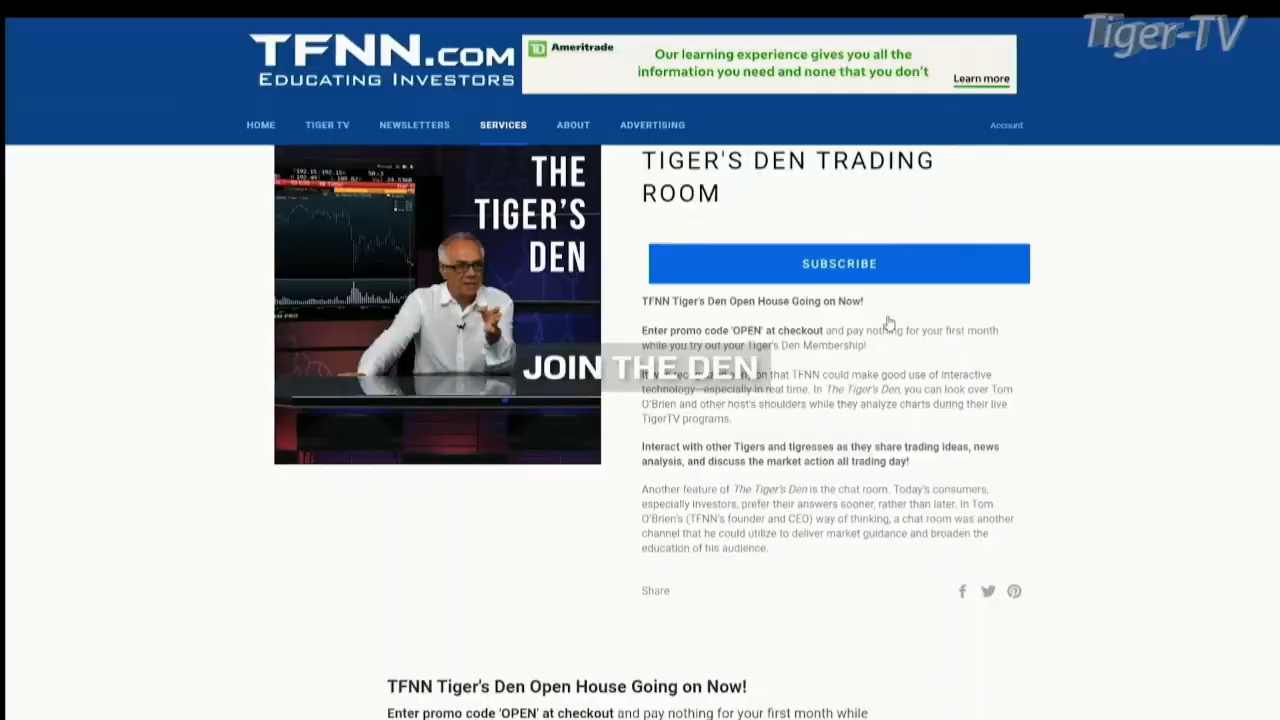 Tiger-TV
TFNN.COM
EDUCATING INVESTORS
TD Ameritrade
Our learning experience gives you all the
information you need and none that you don't
Learn more
HOME TIGER TV NEWSLETTERS SERVICES ABOUT ADVERTISING Account
THE
TIGER'S
DEN
TIGER'S DEN TRADING
ROOM
SUBSCRIBE
TFNN Tiger's Den Open House Going on Now!
Enter promo code 'OPEN' at checkout and pay nothing for your first month
while you try out your Tiger's Den Membership!
JOIN THE DEN
that TFNN could make good use of interactive
technology—especially in real time. In The Tiger's Den, you can look over Tom
O'Brien and other host's shoulders while they analyze charts during their live
TigerTV programs.
Interact with other Tigers and tigresses as they share trading ideas, news
analysis, and discuss the market action all trading day!
Another feature of The Tiger's Den is the chat room. Today's consumers,
especially investors, prefer their answers sooner, rather than later. In Tom
O'Brien's (TFNN's founder and CEO) way of thinking, a chat room was another
channel that he could utilize to deliver market guidance and broaden the
education of his audience.
Share
TFNN Tiger's Den Open House Going on Now!
Enter promo code 'OPEN' at checkout and pay nothing for your first month while